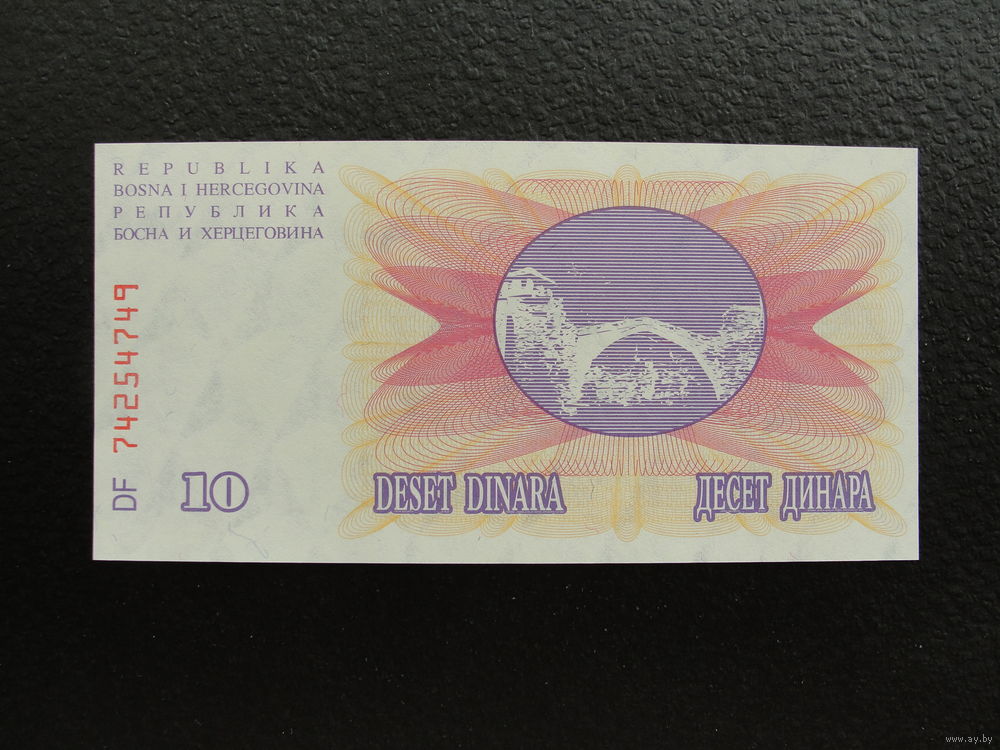 REPUBLIKA
BOSNA I HERCEGOVINA
РЕПУБЛИКА
БОСНА И ХЕРЦЕГОВИНА
DF 74254749
10
DESET DINARA
ДЕСЕТ ДИНАРА
www.ay.by